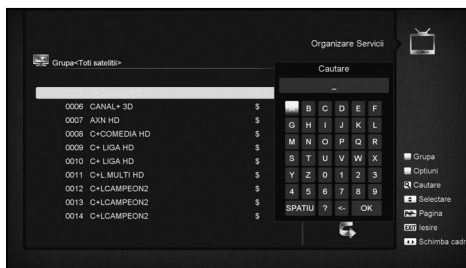 Organizare Servicii
Grupa<Toti satelitii>
Cautare
_
0006 CANAL+ 3D $
0007 AXN HD $
0008 C+COMEDIA HD $
0009 C+ LIGA HD $
0010 C+ LIGA HD $
0011 C+L.MULTI HD $
0012 C+LCAMPEON2 $
0013 C+LCAMPEON2 $
0014 C+LCAMPEON2 $
B C D E F
G H I J K L
M N O P Q R
S T U V W X
Y Z 0 1 2 3
4 5 6 7 8 9
SPATIU ? <- OK
Grupa
Optiuni
Cautare
Selectare
Pagina
EXIT Iesire
Schimba cadr